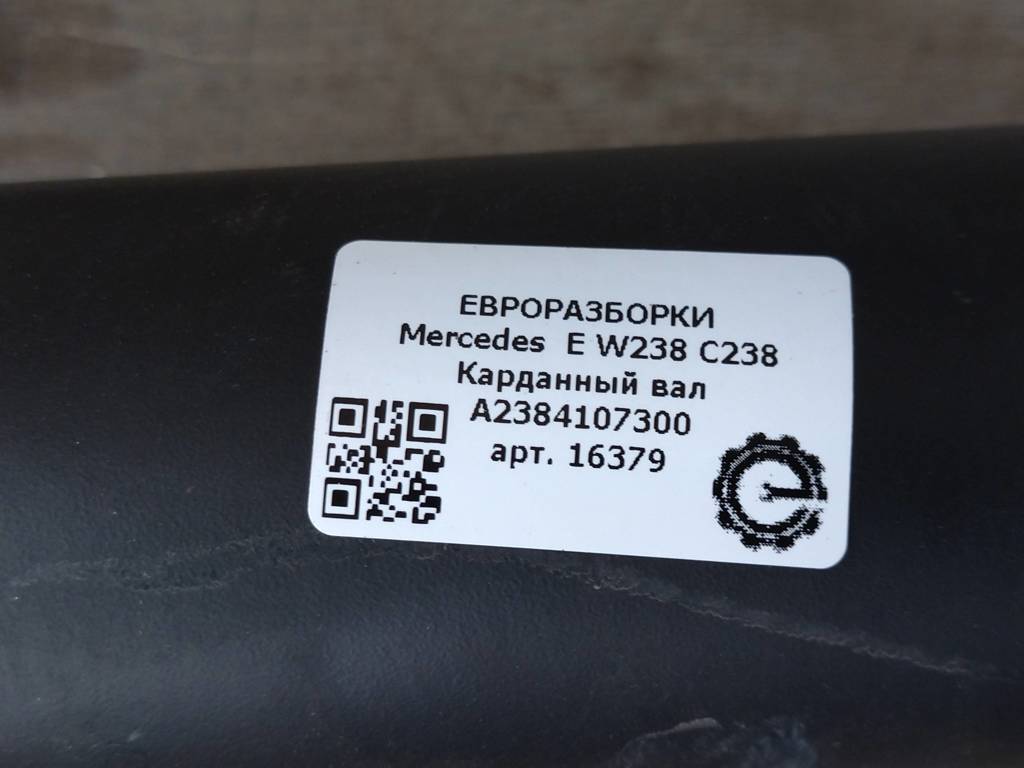 ЕВРОРАЗБОРКИ
Mercedes E W238 C238
Карданный вал
A2384107300
арт. 16379